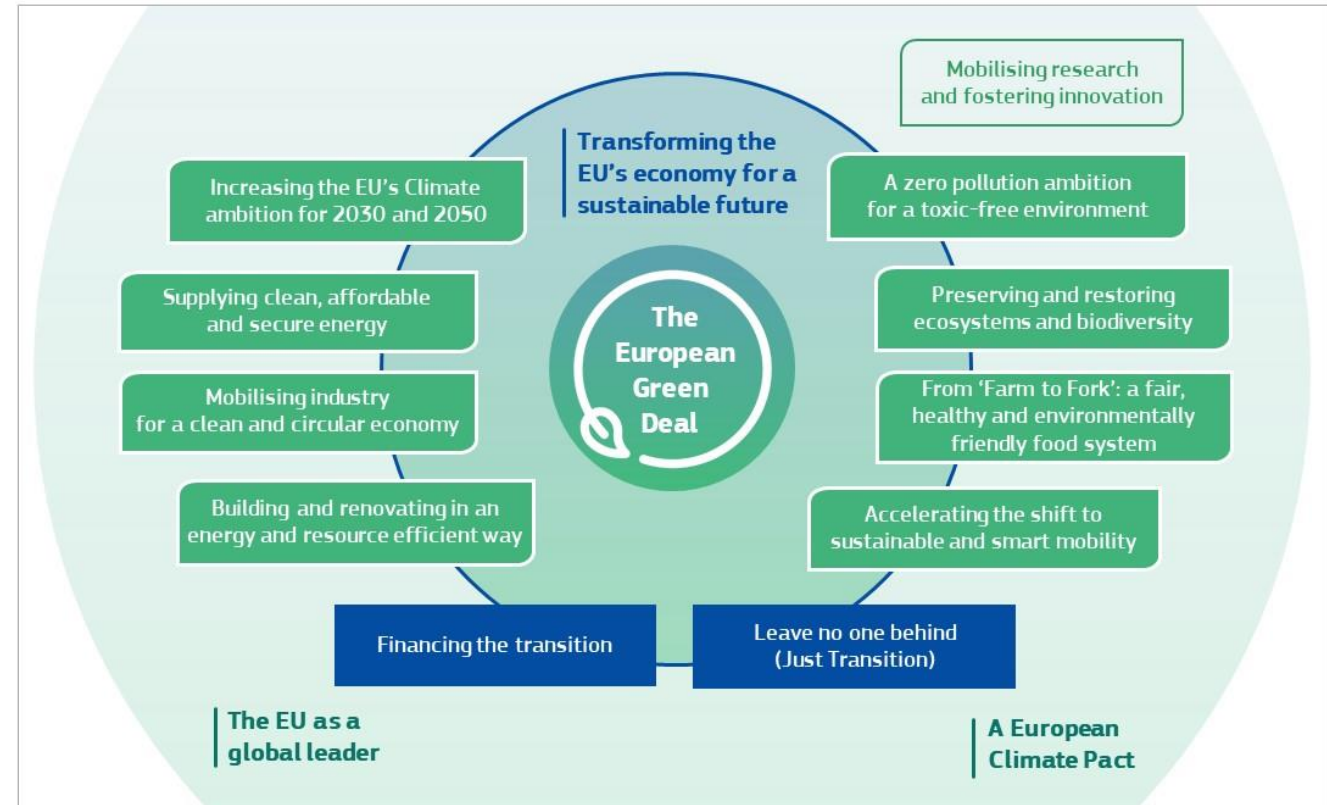 Mobilising research
and fostering innovation
Transforming the
EU's economy for a
sustainable future
Increasing the EU's Climate
ambition for 2030 and 2050
A zero pollution ambition
for a toxic-free environment
Supplying clean, affordable
and secure energy
Preserving and restoring
ecosystems and biodiversity
The
European
Green
Deal
Mobilising industry
for a clean and circular economy
From ‘Farm to Fork’: a fair,
healthy and environmentally
friendly food system
Building and renovating in an
energy and resource efficient way
Accelerating the shift to
sustainable and smart mobility
Financing the transition
Leave no one behind
(Just Transition)
The EU as a
global leader
A European
Climate Pact